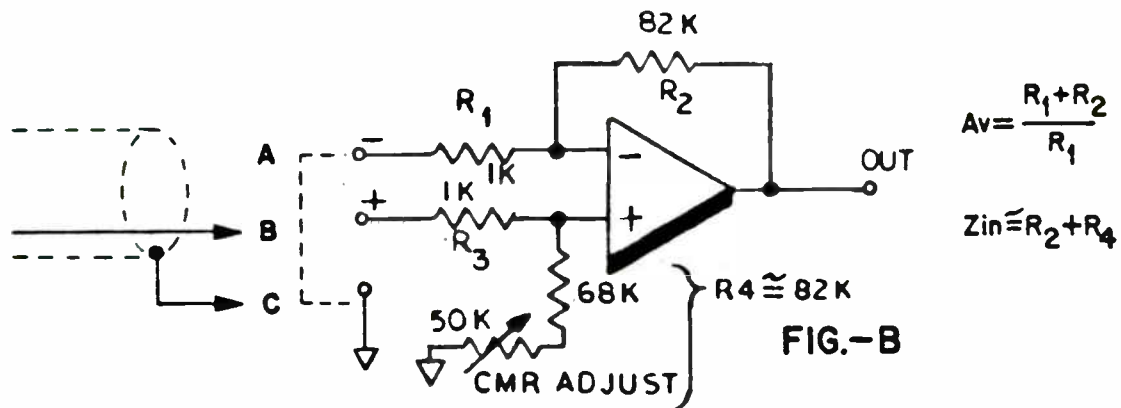 82K
R2
R1
1K
A
−
B
+
1K
R3
C
−
+
OUT
68K
50K
CMR ADJUST
R4≅82K
FIG.-B
Av= R1+R2
R1
Zin≅R2+R4